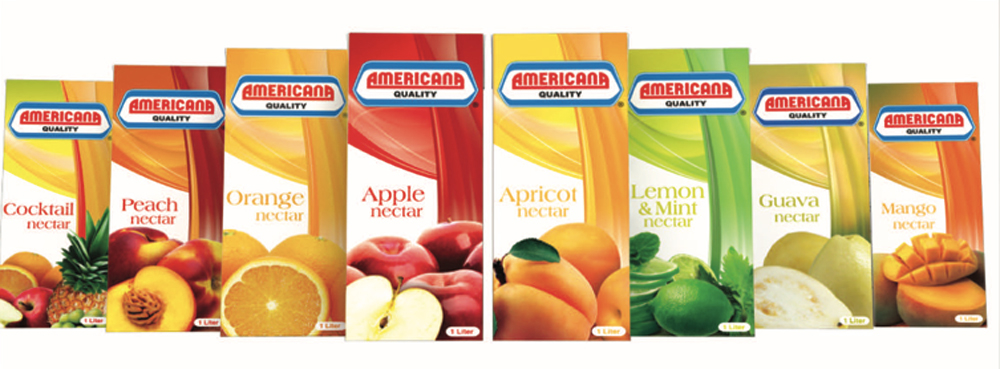 AMERICANA
QUALITY
Cocktail
nectar
1 Liter
AMERICANA
QUALITY
Peach
nectar
1 Liter
AMERICANA
QUALITY
Orange
nectar
1 Liter
AMERICANA
QUALITY
Apple
nectar
1 Liter
AMERICANA
QUALITY
Apricot
nectar
1 Liter
AMERICANA
QUALITY
Lemon
& Mint
nectar
1 Liter
AMERICANA
QUALITY
Guava
nectar
1 Liter
AMERICANA
QUALITY
Mango
nectar
1 Liter